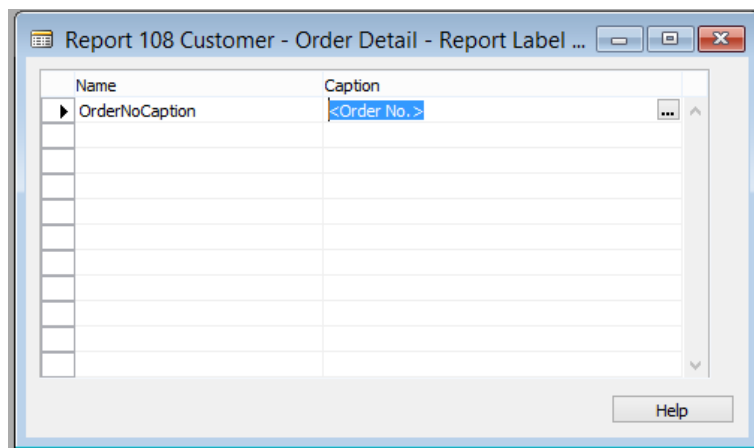 Report 108 Customer - Order Detail - Report Label ...
Name Caption
OrderNoCaption <Order No.> ...
Help